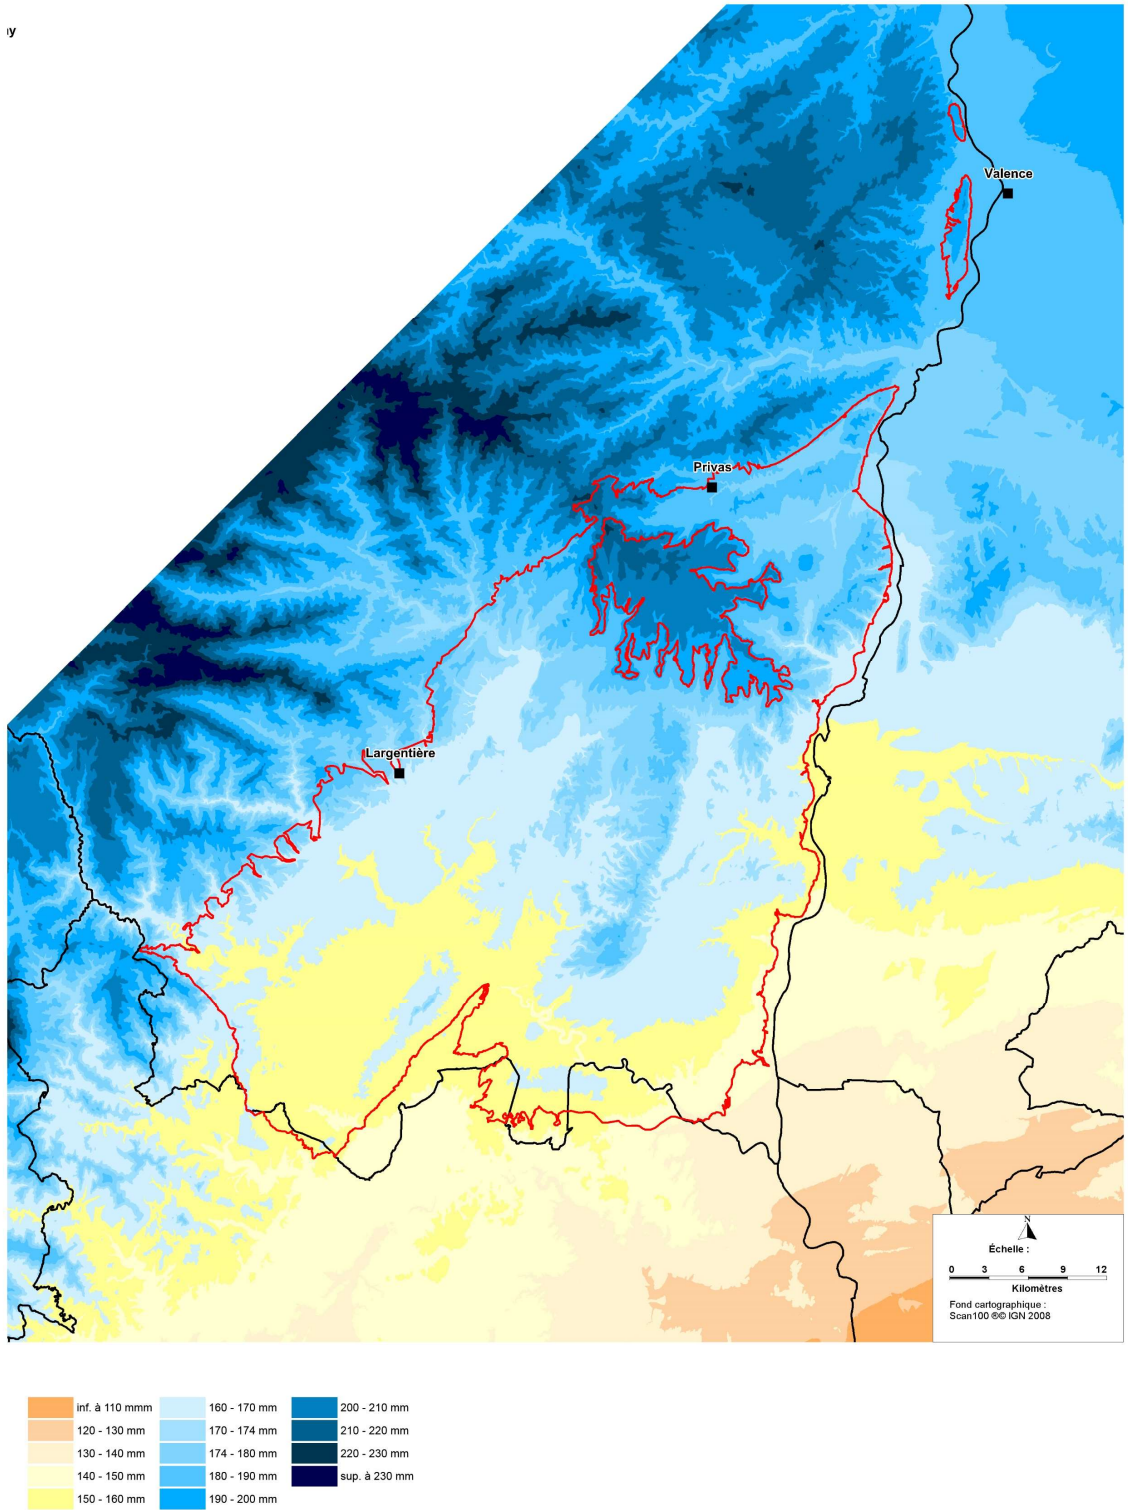 Valence
Privas
Largentière
N
Échelle :
0 3 6 9 12
Kilomètres
Fond cartographique :
Scan100 ®© IGN 2008
inf. à 110 mmm
120 - 130 mm
130 - 140 mm
140 - 150 mm
150 - 160 mm
160 - 170 mm
170 - 174 mm
174 - 180 mm
180 - 190 mm
190 - 200 mm
200 - 210 mm
210 - 220 mm
220 - 230 mm
sup. à 230 mm